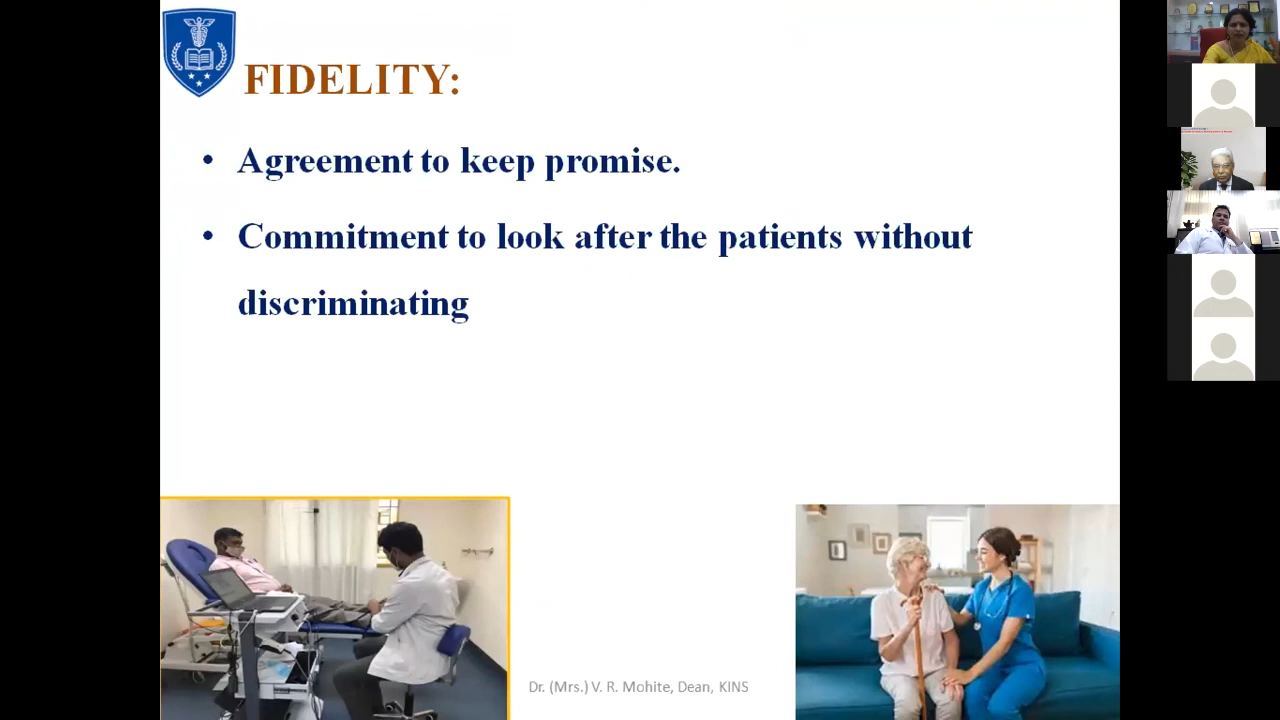 FIDELITY:
• Agreement to keep promise.
• Commitment to look after the patients without
discriminating
Dr. (Mrs.) V. R. Mohite, Dean, KINS